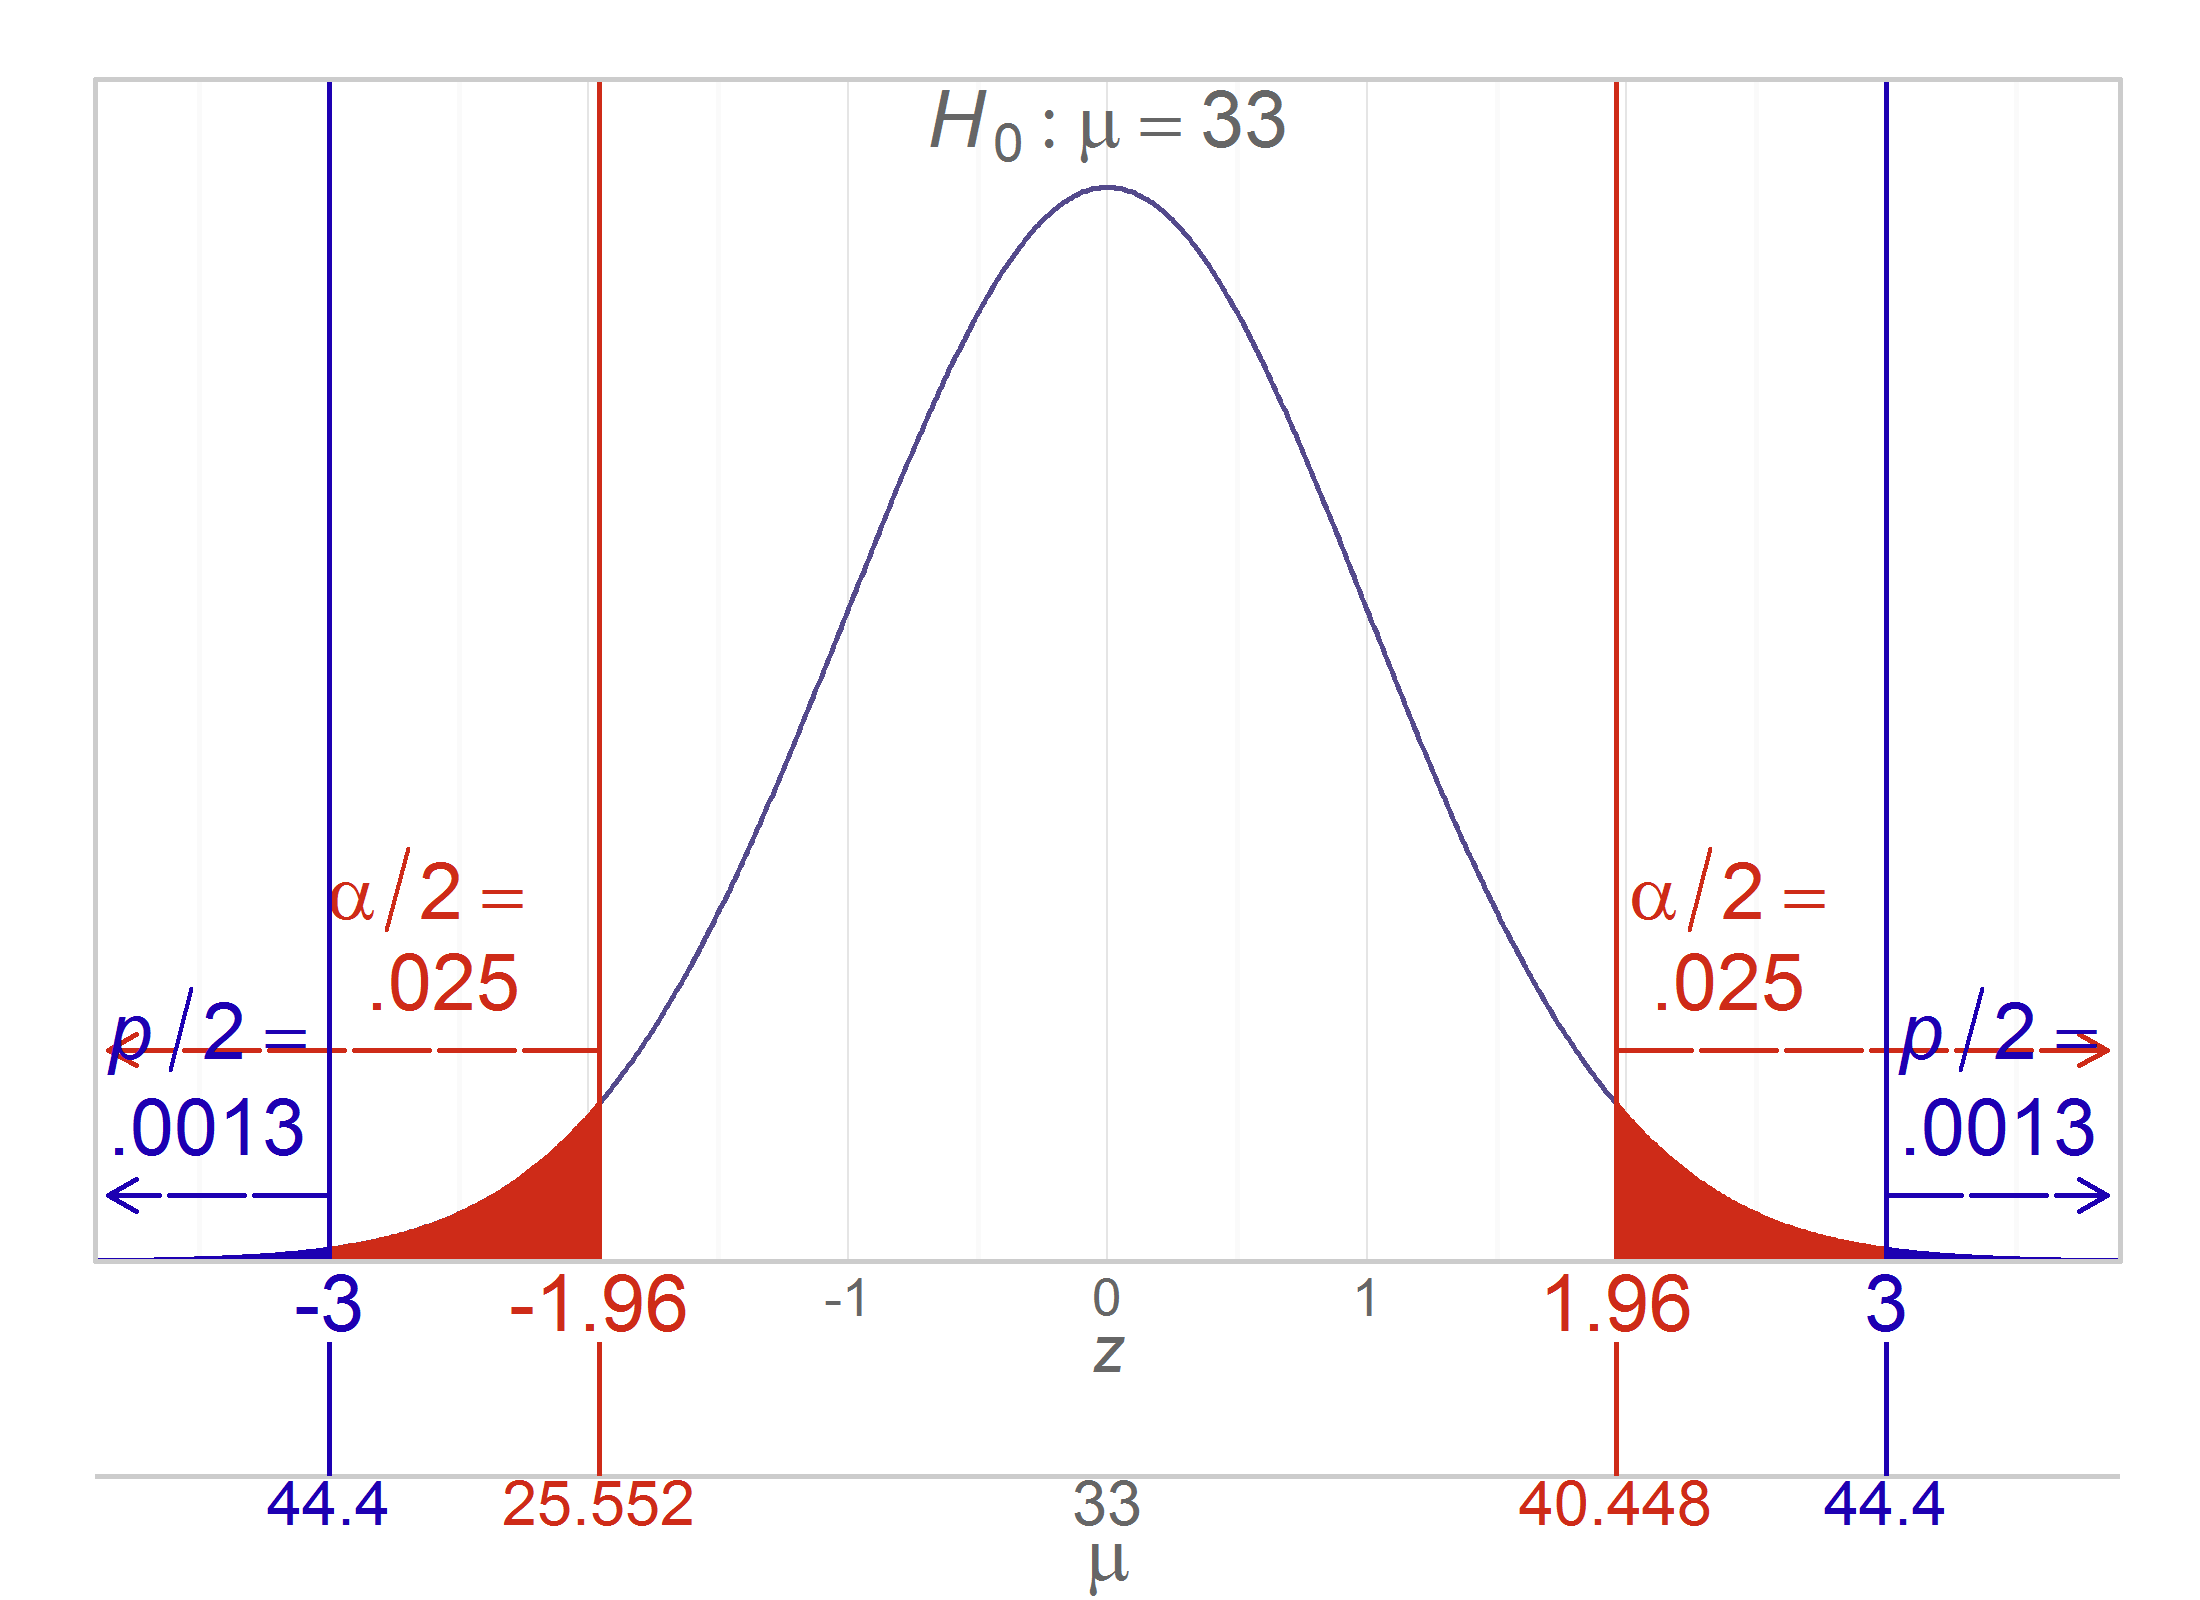 H₀ : μ = 33
α/2 =
.025
α/2 =
.025
p/2 =
.0013
p/2 =
.0013
-3 -1.96 -1 0 1 1.96 3
z
44.4 25.552 33 40.448 44.4
μ